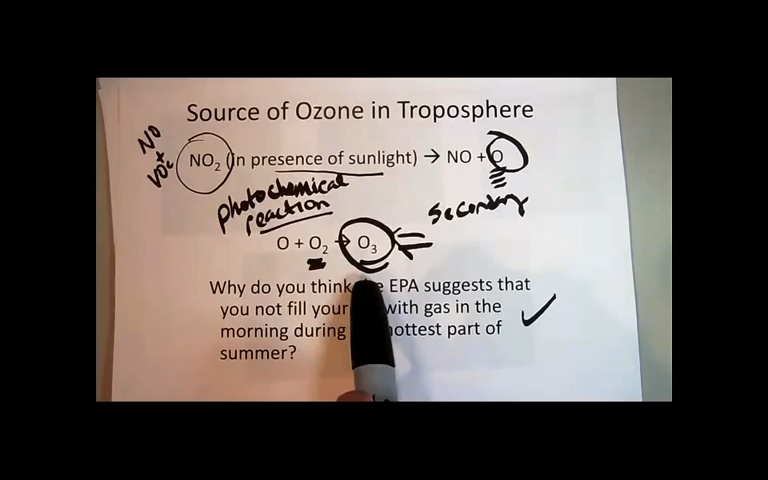 Source of Ozone in Troposphere
NO
+
VOC
NO₂ (in presence of sunlight) → NO + O
photochemical
reaction
Secondary
O + O₂ → O₃
Why do you think the EPA suggests that
you not fill your with gas in the
morning during hottest part of
summer?